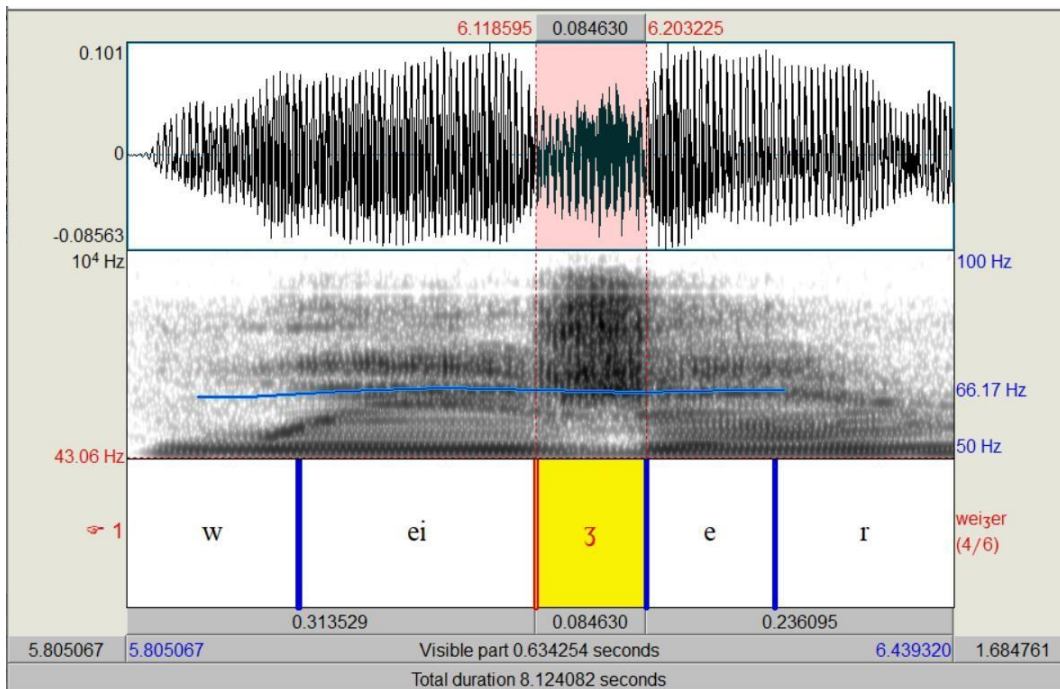 6.118595 0.084630 6.203225
0.101
0
-0.08563
10⁴ Hz 100 Hz
66.17 Hz
50 Hz
43.06 Hz
☞ 1 w ei ʒ e r weiʒer
(4/6)
0.313529 0.084630 0.236095
5.805067 5.805067 Visible part 0.634254 seconds 6.439320 1.684761
Total duration 8.124082 seconds